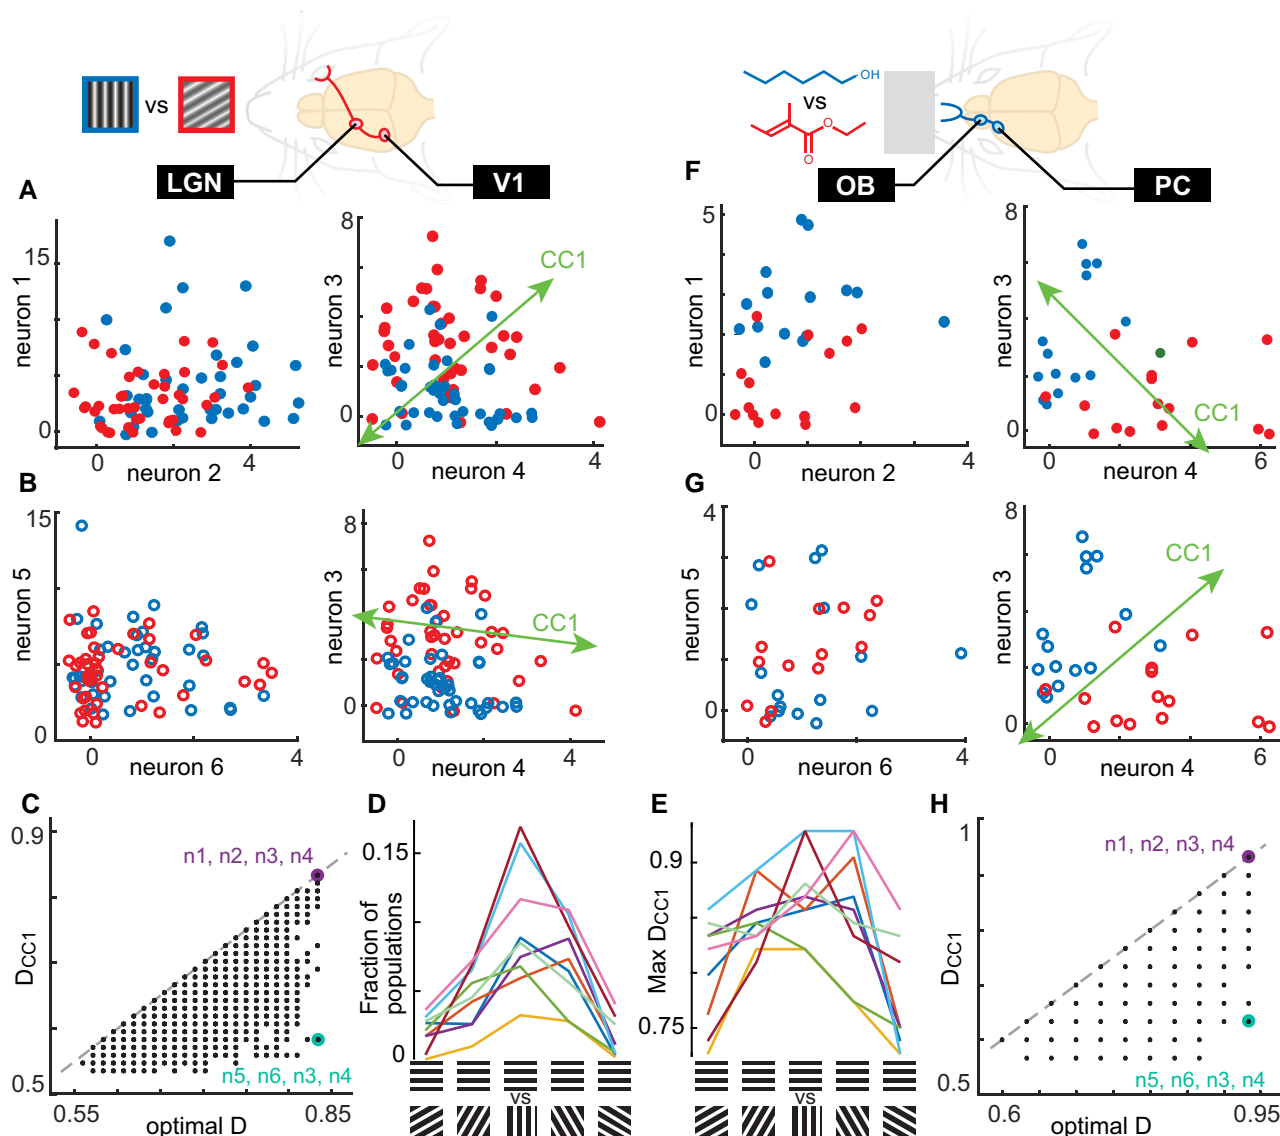 vs
OH
vs
O
O
LGN
V1
OB
PC
A
15
0
neuron 1
0
4
neuron 2
8
0
neuron 3
CC1
0
4
neuron 4
F
5
0
neuron 1
0
4
neuron 2
8
0
neuron 3
CC1
0
4
6
neuron 4
B
15
0
neuron 5
0
4
neuron 6
8
0
neuron 3
CC1
0
4
neuron 4
G
4
0
neuron 5
0
4
neuron 6
8
0
neuron 3
CC1
0
4
6
neuron 4
C
0.9
0.5
DCC1
n1, n2, n3, n4
n5, n6, n3, n4
0.55
0.85
optimal D
D
0.15
0
Fraction of
populations
vs
E
0.9
0.75
Max DCC1
vs
H
1
0.5
DCC1
n1, n2, n3, n4
n5, n6, n3, n4
0.6
0.95
optimal D